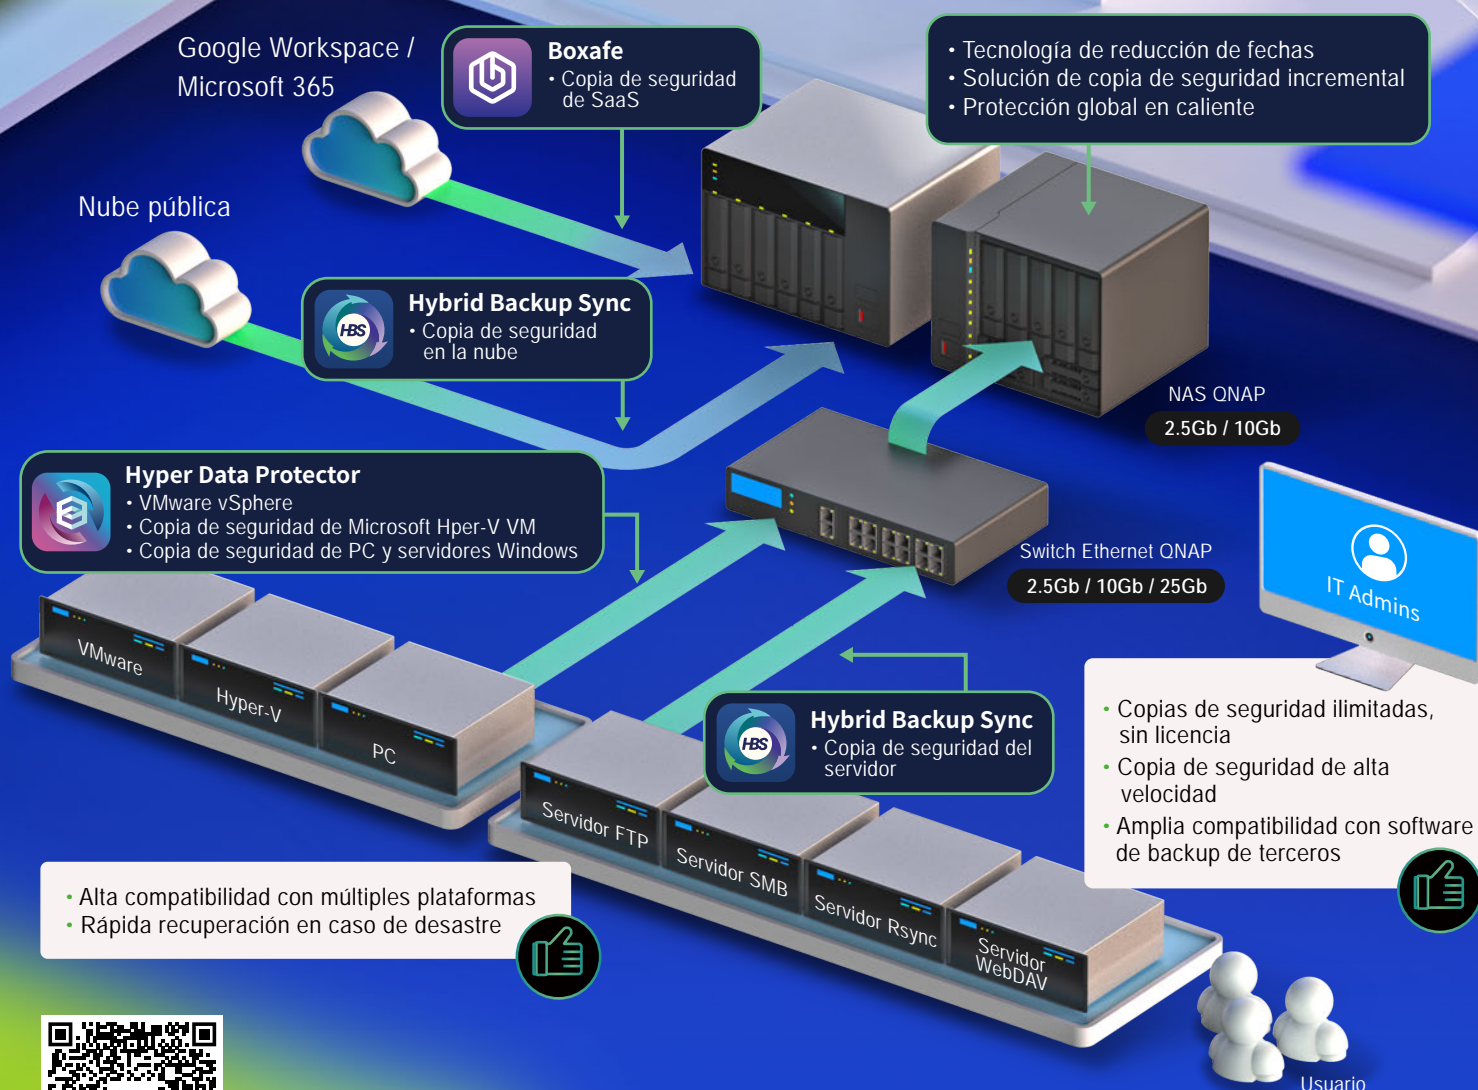 Google Workspace /
Microsoft 365
Boxafe
• Copia de seguridad
de SaaS
• Tecnología de reducción de fechas
• Solución de copia de seguridad incremental
• Protección global en caliente
Nube pública
HBS
Hybrid Backup Sync
• Copia de seguridad
en la nube
NAS QNAP
2.5Gb / 10Gb
Hyper Data Protector
• VMware vSphere
• Copia de seguridad de Microsoft Hper-V VM
• Copia de seguridad de PC y servidores Windows
Switch Ethernet QNAP
2.5Gb / 10Gb / 25Gb
IT Admins
VMware
Hyper-V
PC
HBS
Hybrid Backup Sync
• Copia de seguridad del
servidor
• Copias de seguridad ilimitadas,
sin licencia
• Copia de seguridad de alta
velocidad
• Amplia compatibilidad con software
de backup de terceros
Servidor FTP
Servidor SMB
Servidor Rsync
Servidor
WebDAV
• Alta compatibilidad con múltiples plataformas
• Rápida recuperación en caso de desastre
Usuario